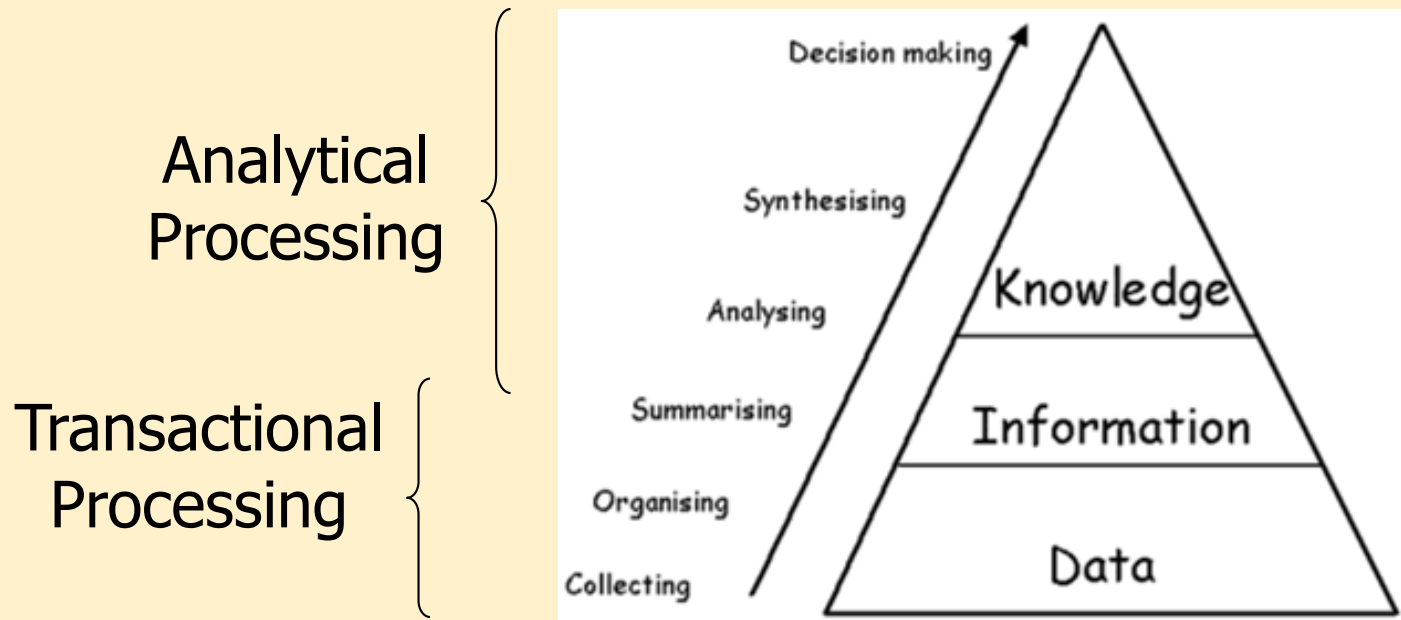 Analytical
Processing
Transactional
Processing
Decision making
Synthesising
Analysing
Summarising
Organising
Collecting
Knowledge
Information
Data